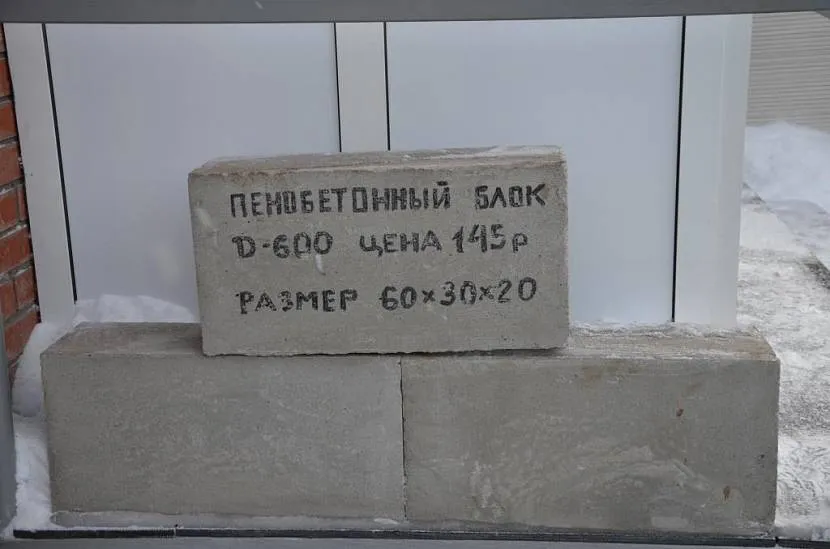 ПЕНОБЕТОННЫЙ БЛОК
D-600 ЦЕНА 145р
РАЗМЕР 60×30×20